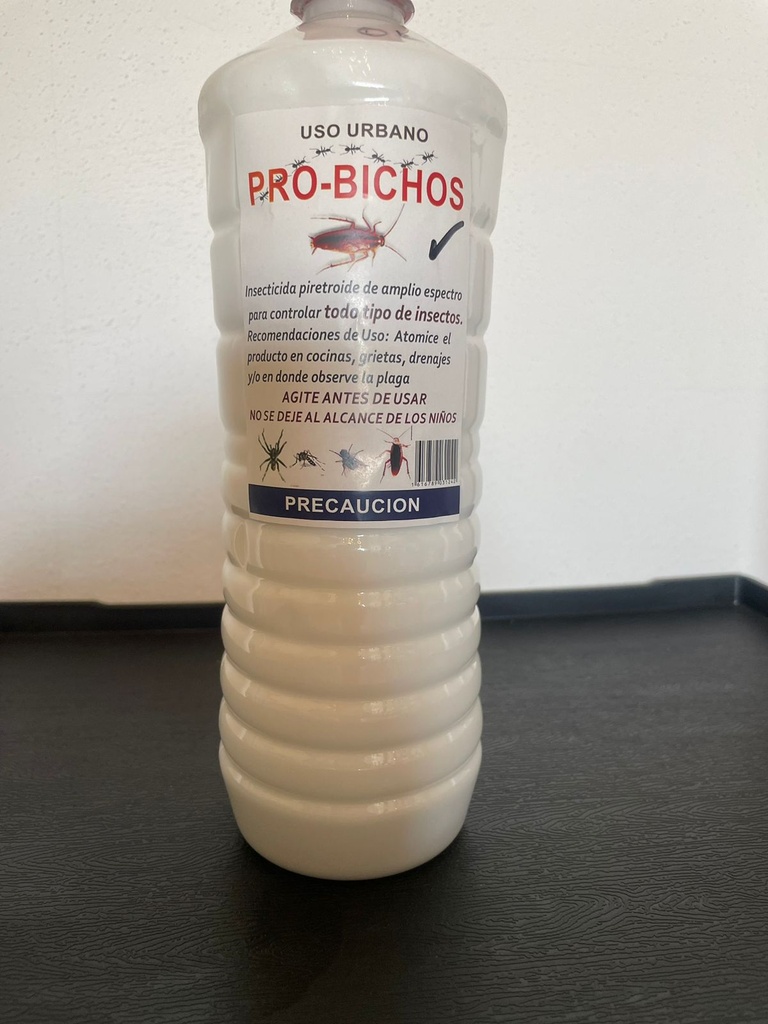 USO URBANO
PRO-BICHOS
Insecticida piretroide de amplio espectro
para controlar todo tipo de insectos.
Recomendaciones de Uso: Atomice el
producto en cocinas, grietas, drenajes
y/o en donde observe la plaga
AGITE ANTES DE USAR
NO SE DEJE AL ALCANCE DE LOS NIÑOS
PRECAUCION